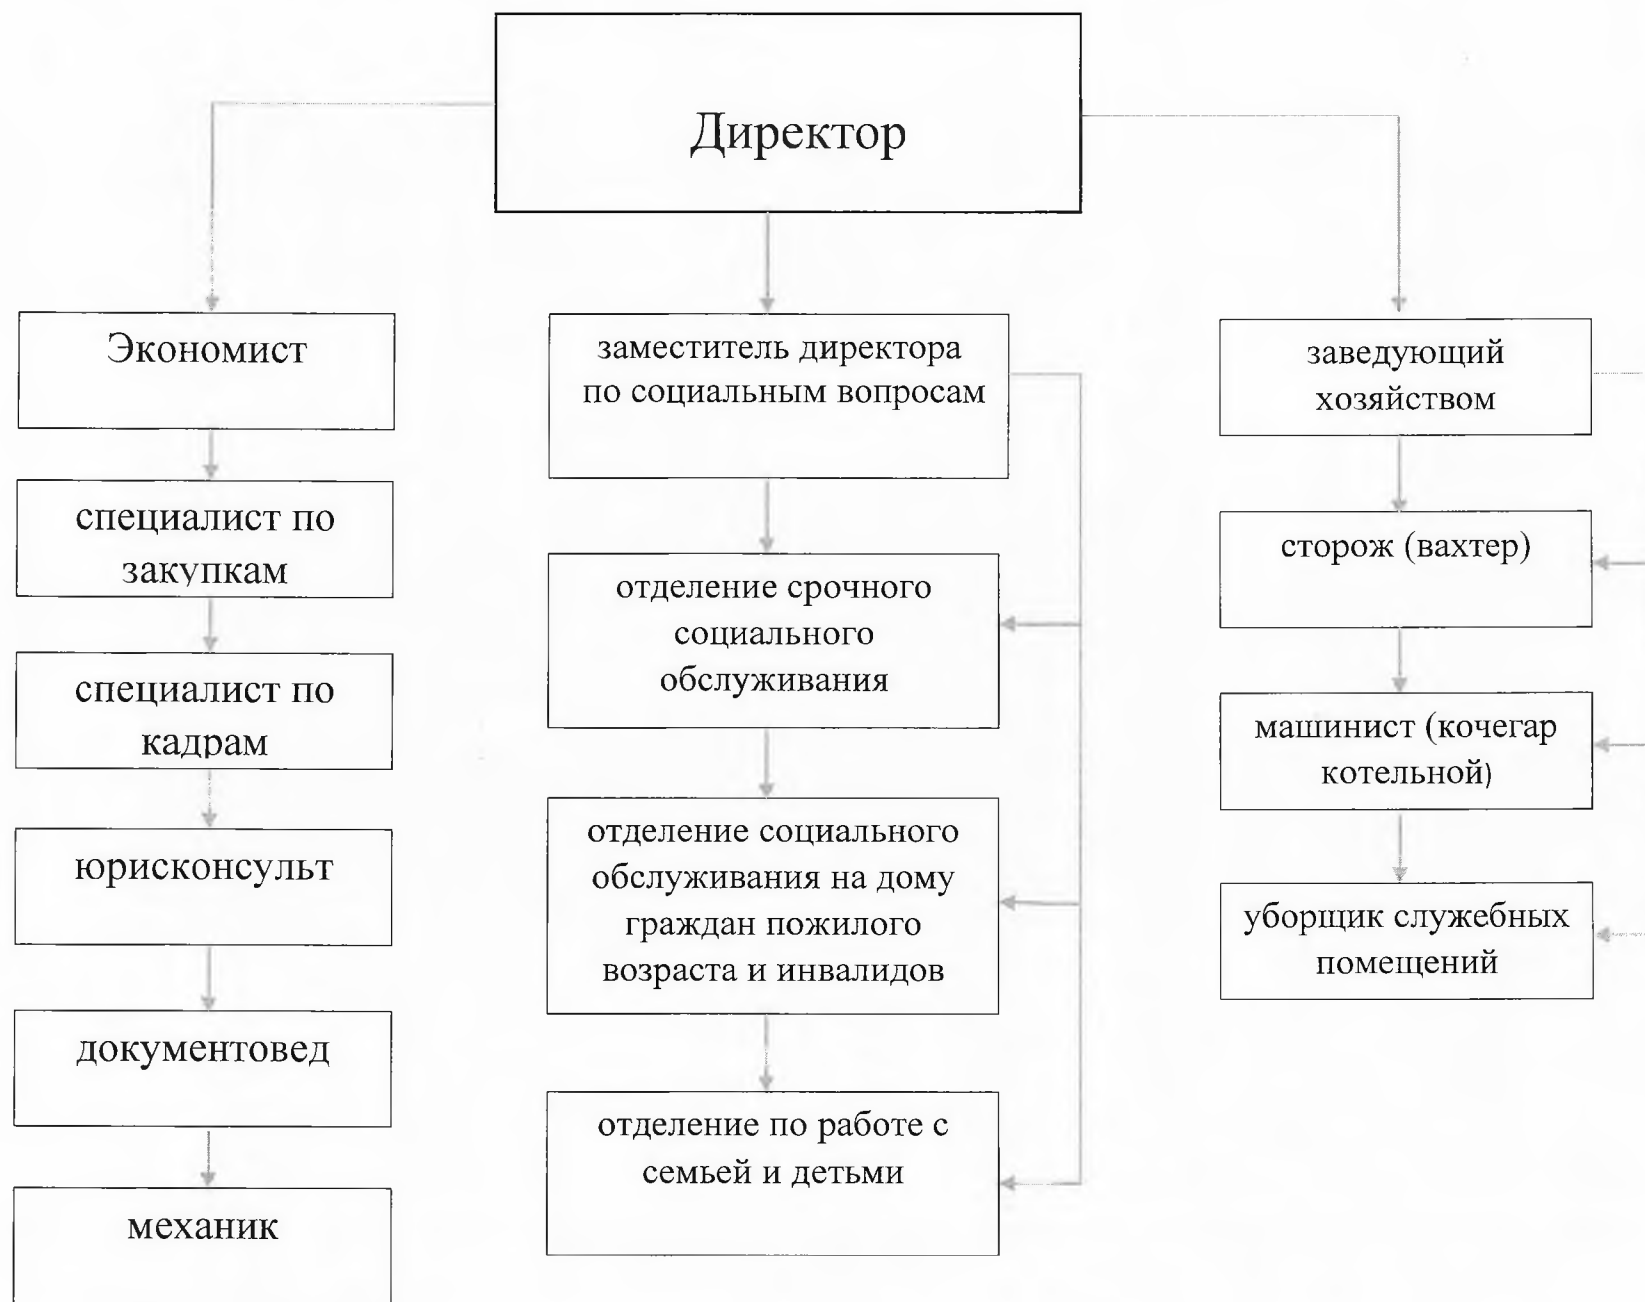 Директор
Экономист
специалист по
закупкам
специалист по
кадрам
юрисконсульт
документовед
механик
заместитель директора
по социальным вопросам
отделение срочного
социального
обслуживания
отделение социального
обслуживания на дому
граждан пожилого
возраста и инвалидов
отделение по работе с
семьей и детьми
заведующий
хозяйством
сторож (вахтер)
машинист (кочегар
котельной)
уборщик служебных
помещений